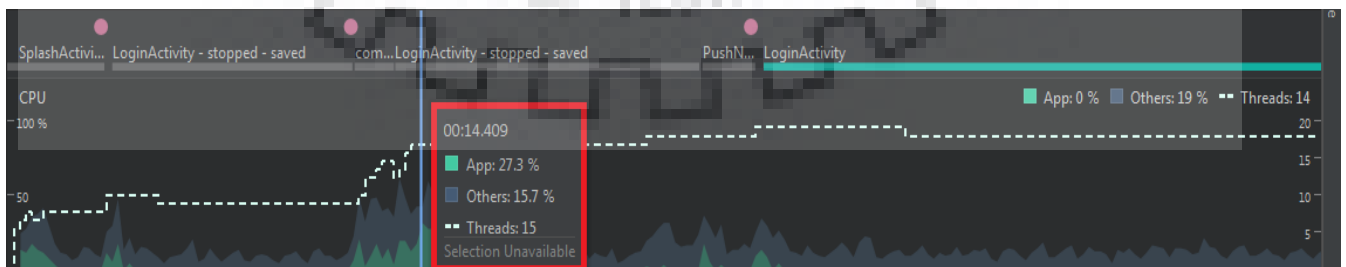 SplashActivi... LoginActivity - stopped - saved com...LoginActivity - stopped - saved PushN... LoginActivity
CPU
App: 0 % Others: 19 % Threads: 14
100 %
20
00:14.409
App: 27.3 %
15
50
Others: 15.7 %
10
Threads: 15
5
Selection Unavailable